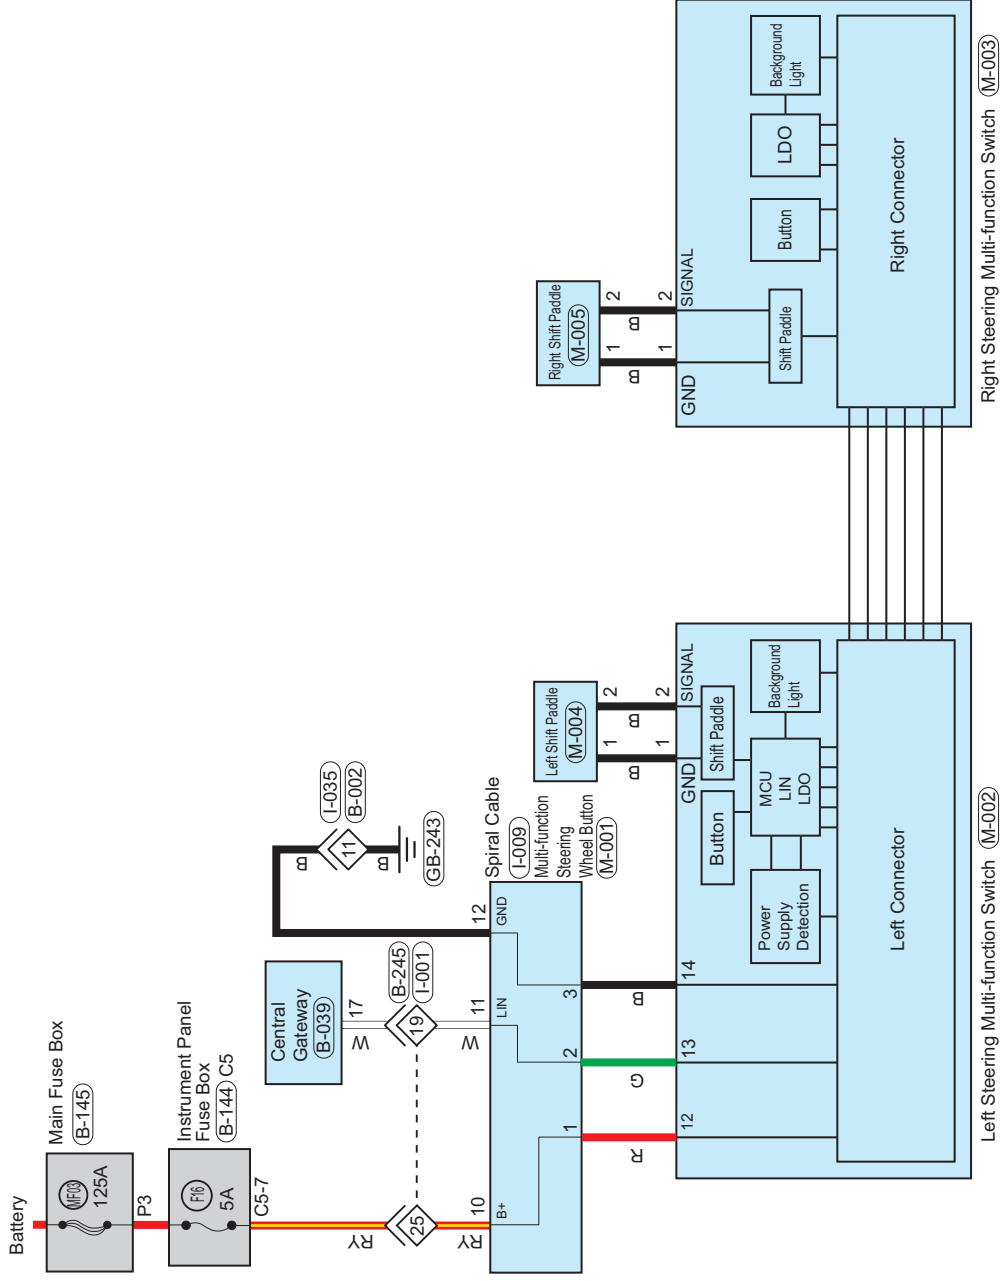 Battery
Main Fuse Box
B-145
MF03
125A
P3
Instrument Panel
Fuse Box
B-144 C5
F16
5A
C5-7
RY
25
RY
10
B+
Central
Gateway
B-039
17
W
B-245
I-001
19
W
11
LIN
I-035
B-002
B
11
B
GB-243
12
GND
Spiral Cable
I-009
Multi-function
Steering
Wheel Button
M-001
1
2
3
R
G
B
12
13
14
Left Shift Paddle
M-004
1
2
B
B
1
2
GND
SIGNAL
Shift Paddle
Button
MCU
LIN
LDO
Background
Light
Power
Supply
Detection
Left Connector
Left Steering Multi-function Switch M-002
Right Shift Paddle
M-005
1
2
B
B
1
2
GND
SIGNAL
Shift Paddle
Button
LDO
Background
Light
Right Connector
Right Steering Multi-function Switch M-003